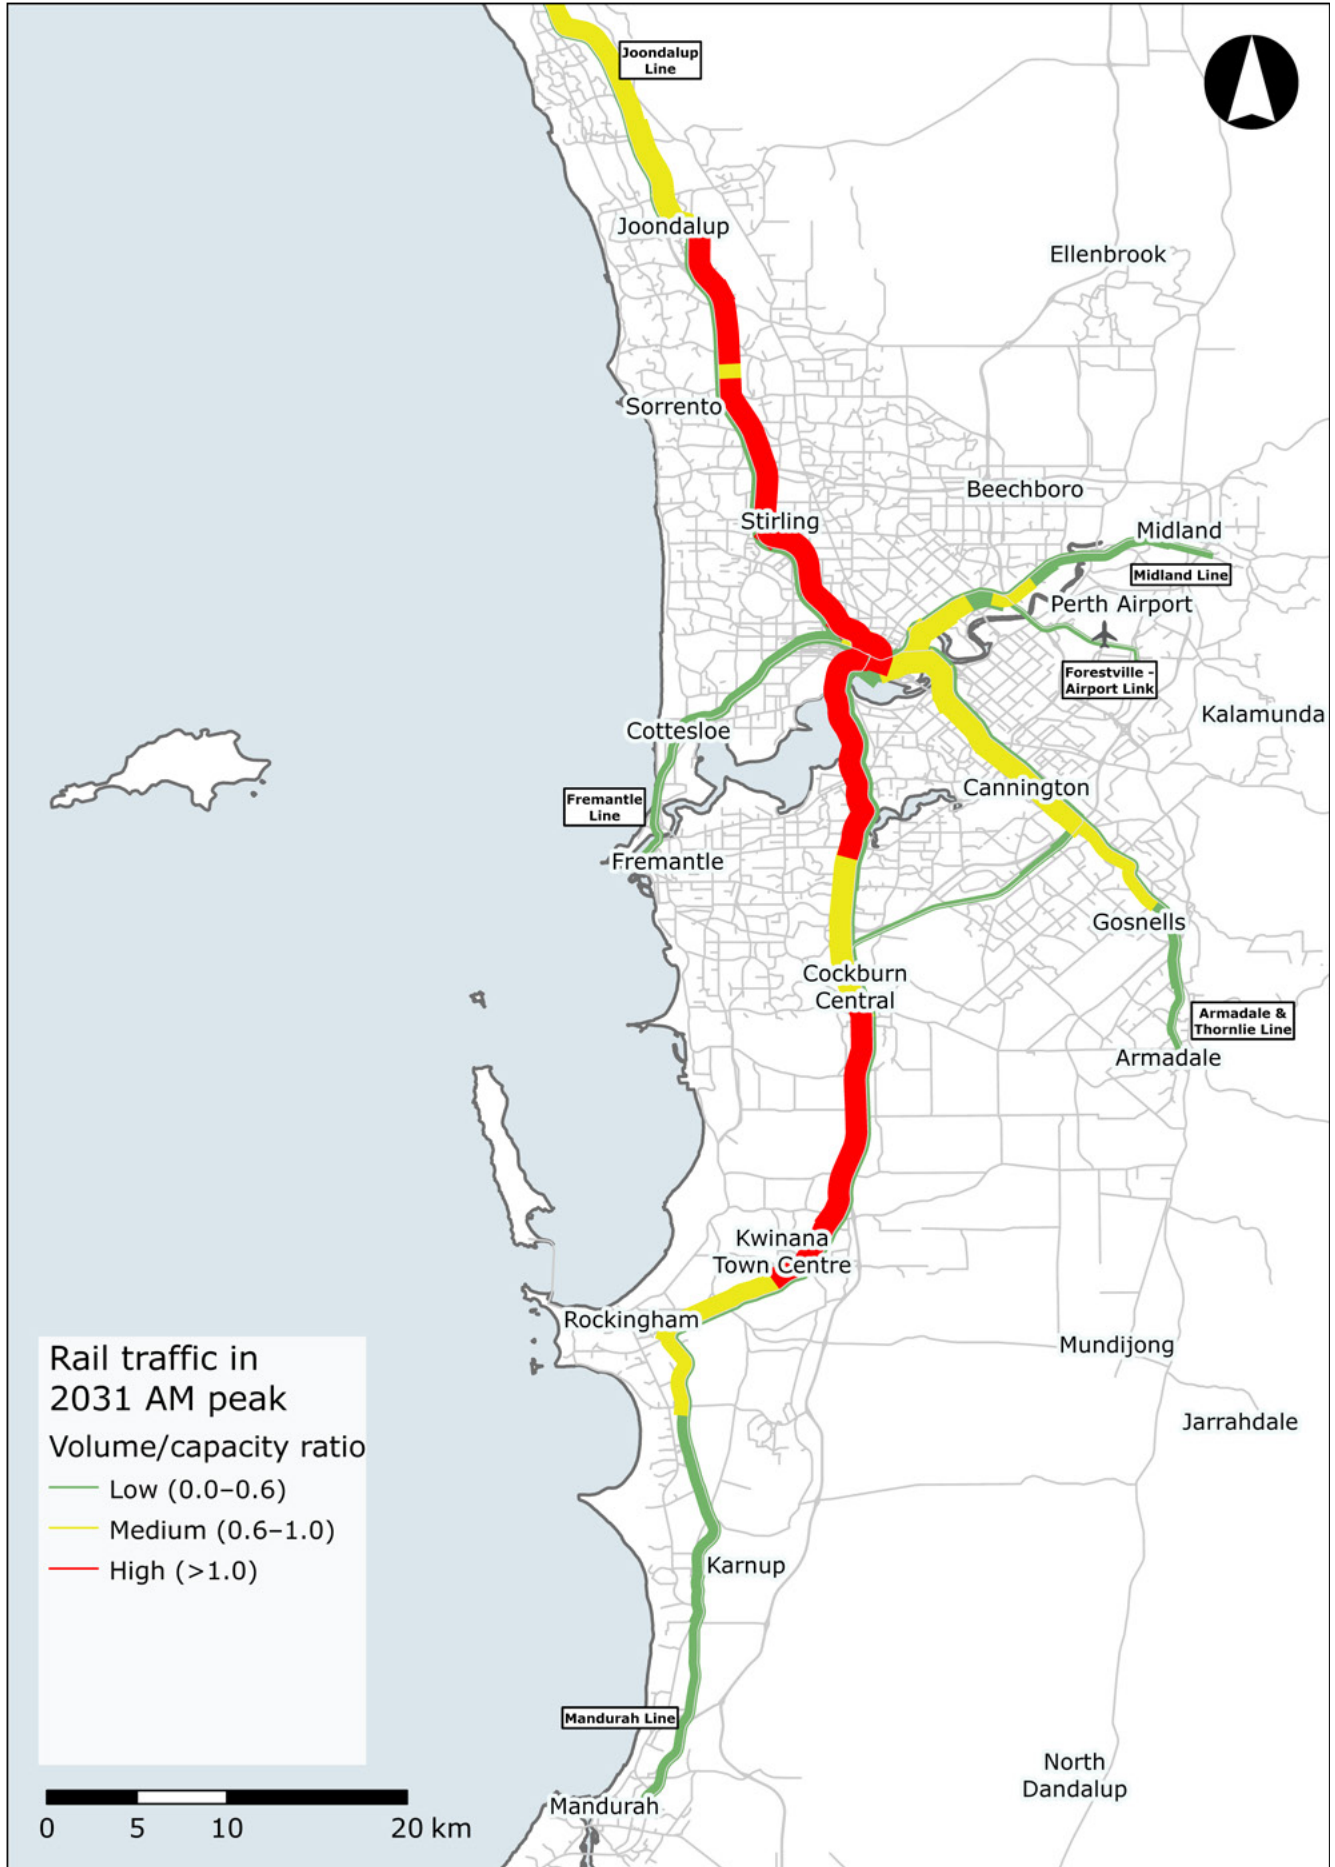 Joondalup
Line
Joondalup
Ellenbrook
Sorrento
Beechboro
Stirling
Midland
Midland Line
Perth Airport
Forestville -
Airport Link
Kalamunda
Cottesloe
Cannington
Fremantle
Line
Fremantle
Gosnells
Cockburn
Central
Armadale &
Thornlie Line
Armadale
Kwinana
Town Centre
Rockingham
Mundijong
Jarrahdale
Karnup
Mandurah Line
North
Dandalup
Mandurah
Rail traffic in
2031 AM peak
Volume/capacity ratio
Low (0.0–0.6)
Medium (0.6–1.0)
High (>1.0)
0 5 10 20 km